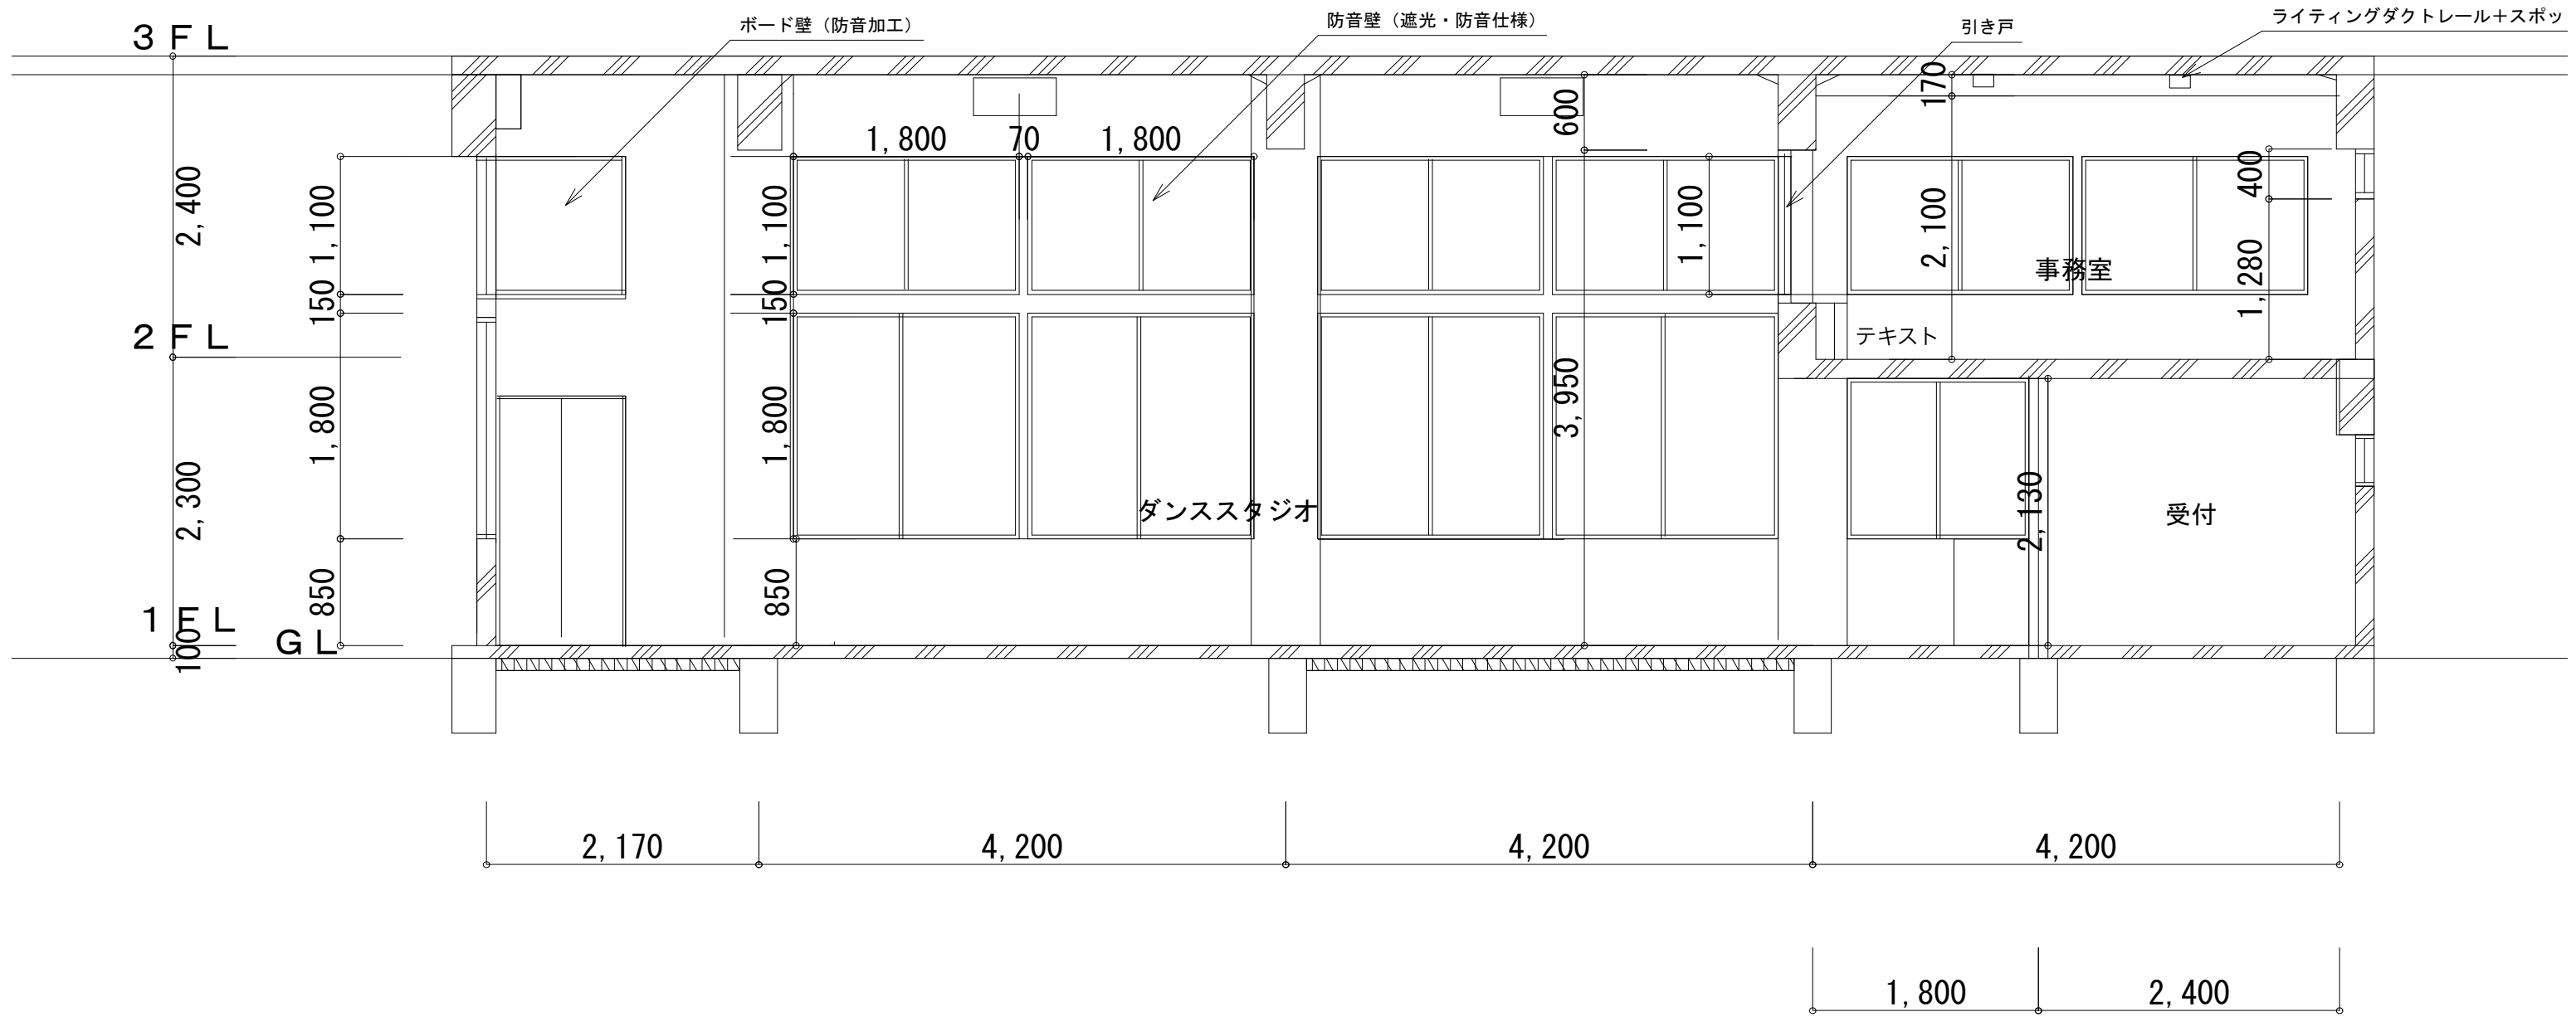 ボード壁（防音加工）
防音壁（遮光・防音仕様）
引き戸
ライティングダクトレール＋スポッ
３ＦＬ
170
600
1,800
70
1,800
2,400
1,100
1,100
1,100
2,100
400
事務室
1,280
150
150
２ＦＬ
テキスト
1,800
1,800
3,950
2,300
2,130
ダンススタジオ
受付
850
850
１ＦＬ
100
ＧＬ
2,170
4,200
4,200
4,200
1,800
2,400